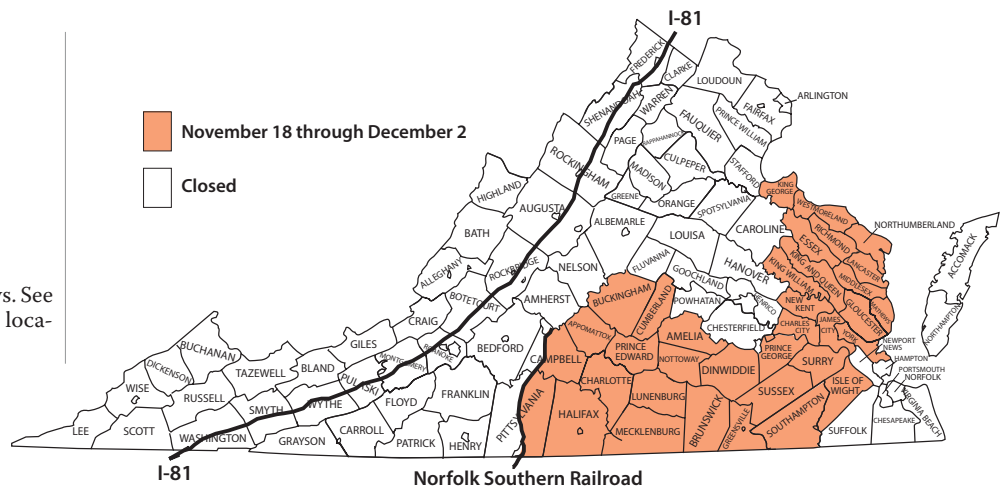 I-81
FREDERICK
CLARKE
LOUDOUN
SHENANDOAH
WARREN
FAIRFAX
ARLINGTON
FAUQUIER
PRINCE WILLIAM
November 18 through December 2
PAGE
RAPPAHANNOCK
CULPEPER
STAFFORD
ROCKINGHAM
MADISON
Closed
HIGHLAND
GREENE
ORANGE
SPOTSYLVANIA
KING
GEORGE
WESTMORELAND
AUGUSTA
ALBEMARLE
LOUISA
CAROLINE
RICHMOND
NORTHUMBERLAND
BATH
ESSEX
ACCOMACK
LANCASTER
ALLEGHANY
ROCKBRIDGE
NELSON
FLUVANNA
GOOCHLAND
HANOVER
KING WILLIAM
KING AND QUEEN
MIDDLESEX
ys. See
loca-
BOTETOURT
AMHERST
BUCKINGHAM
CUMBERLAND
POWHATAN
HENRICO
NEW
KENT
GLOUCESTER
MATHEWS
NORTHAMPTON
CRAIG
APPOMATTOX
AMELIA
CHESTERFIELD
CHARLES
CITY
JAMES
CITY
YORK
BUCHANAN
GILES
MONTGOMERY
ROANOKE
BEDFORD
CAMPBELL
PRINCE
EDWARD
NOTTOWAY
PRINCE
GEORGE
SURRY
NEWPORT
NEWS
HAMPTON
PORTSMOUTH
NORFOLK
DICKENSON
TAZEWELL
BLAND
PULASKI
DINWIDDIE
WISE
RUSSELL
SMYTH
WYTHE
FLOYD
FRANKLIN
PITTSYLVANIA
CHARLOTTE
LUNENBURG
SUSSEX
ISLE OF
WIGHT
VIRGINIA BEACH
LEE
SCOTT
WASHINGTON
GRAYSON
CARROLL
PATRICK
HENRY
HALIFAX
MECKLENBURG
BRUNSWICK
GREENSVILLE
SOUTHAMPTON
SUFFOLK
CHESAPEAKE
I-81
Norfolk Southern Railroad